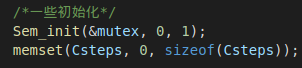 /*一些初始化*/
Sem_init(&mutex, 0, 1);
memset(Csteps, 0, sizeof(Csteps));